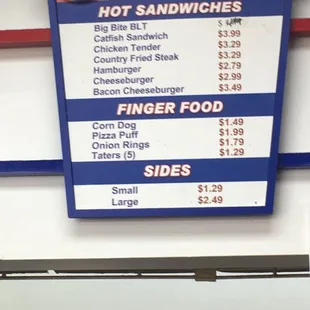 HOT SANDWICHES
Big Bite BLT $
Catfish Sandwich $3.99
Chicken Tender $3.29
Country Fried Steak $3.29
Hamburger $2.79
Cheeseburger $2.99
Bacon Cheeseburger $3.49
FINGER FOOD
Corn Dog $1.49
Pizza Puff $1.99
Onion Rings $1.79
Taters (5) $1.29
SIDES
Small $1.29
Large $2.49